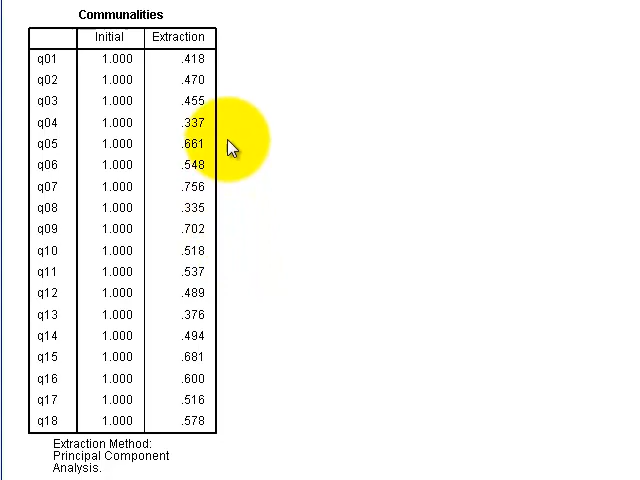 Communalities
Initial Extraction
q01 1.000 .418
q02 1.000 .470
q03 1.000 .455
q04 1.000 .337
q05 1.000 .661
q06 1.000 .548
q07 1.000 .756
q08 1.000 .335
q09 1.000 .702
q10 1.000 .518
q11 1.000 .537
q12 1.000 .489
q13 1.000 .376
q14 1.000 .494
q15 1.000 .681
q16 1.000 .600
q17 1.000 .516
q18 1.000 .578
Extraction Method:
Principal Component
Analysis.